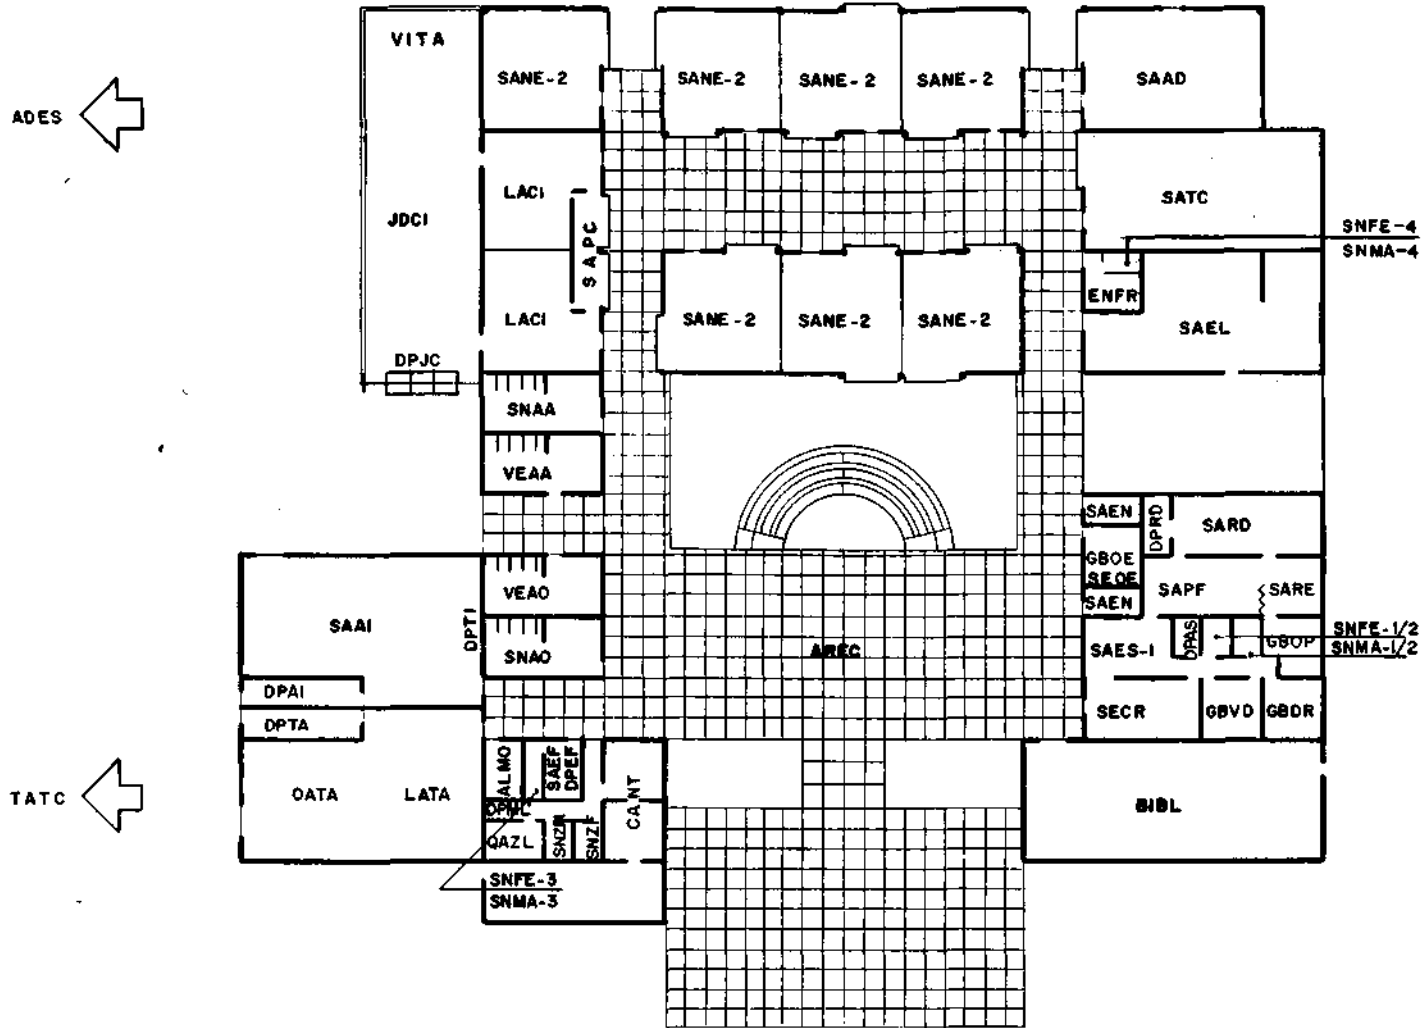 VITA
SANE-2
SANE-2
SANE-2
SANE-2
SAAD
ADES
LACI
SATC
JDCI
SAPC
SNFE-4
SNMA-4
ENFR
LACI
SANE-2
SANE-2
SANE-2
SAEL
DPJC
SNAA
VEAA
SAEN
DPRD
SARD
GBOE
SEOE
VEAO
SAPF
SARE
SAEN
SAAI
DPTI
SNAO
AREC
SAES-1
DPAS
GBOP
SNFE-1/2
SNMA-1/2
DPAI
DPTA
SECR
GBVD
GBDR
TATC
OATA
LATA
ALMO
SAEF
DPEF
CANT
BIBL
DPML
QAZL
SNZM
SNZF
SNFE-3
SNMA-3